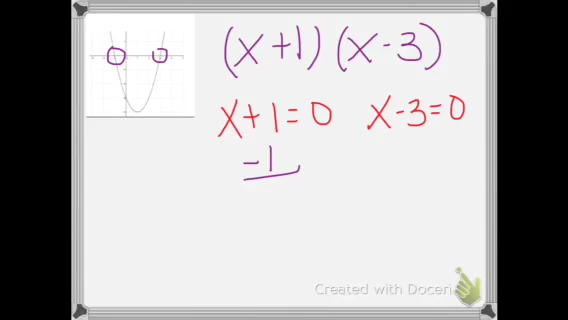 (x+1)(x-3)
x+1=0 x-3=0
-1
Created with Doceri